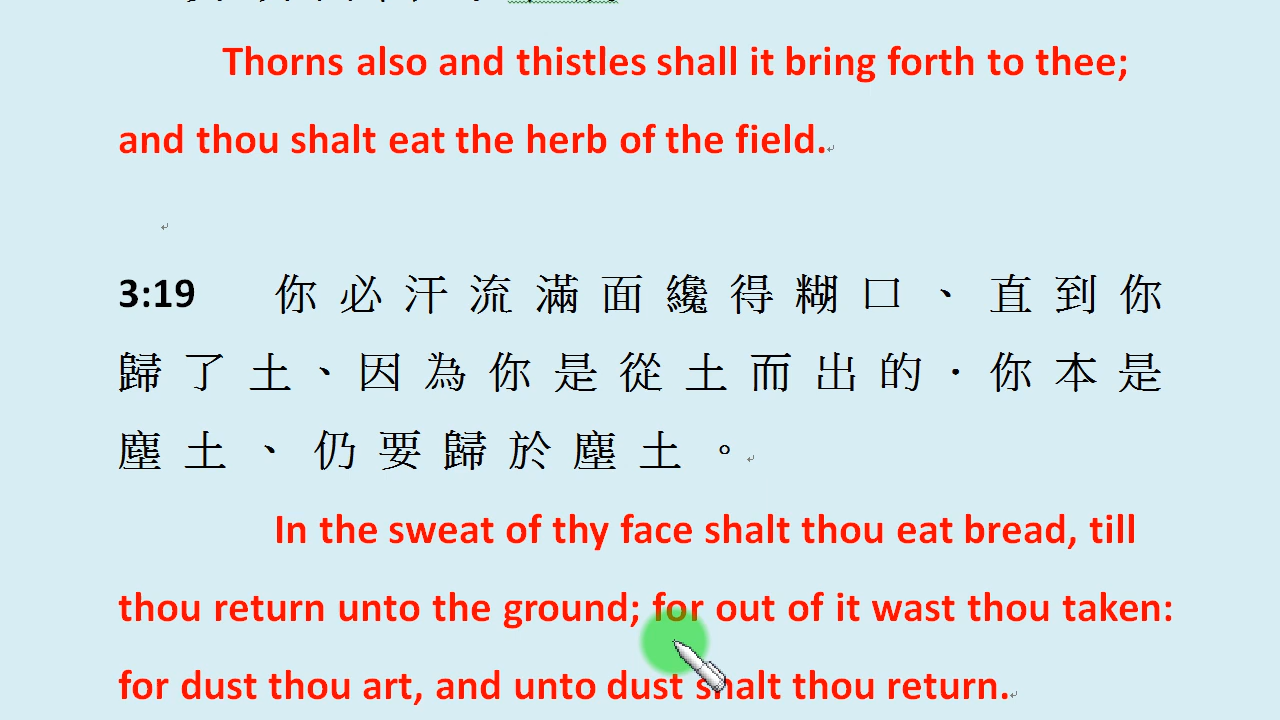 Thorns also and thistles shall it bring forth to thee;
and thou shalt eat the herb of the field.
3:19 你必汗流滿面纔得糊口、直到你
歸了土、因為你是從土而出的．你本是
塵土、仍要歸於塵土。
In the sweat of thy face shalt thou eat bread, till
thou return unto the ground; for out of it wast thou taken:
for dust thou art, and unto dust shalt thou return.